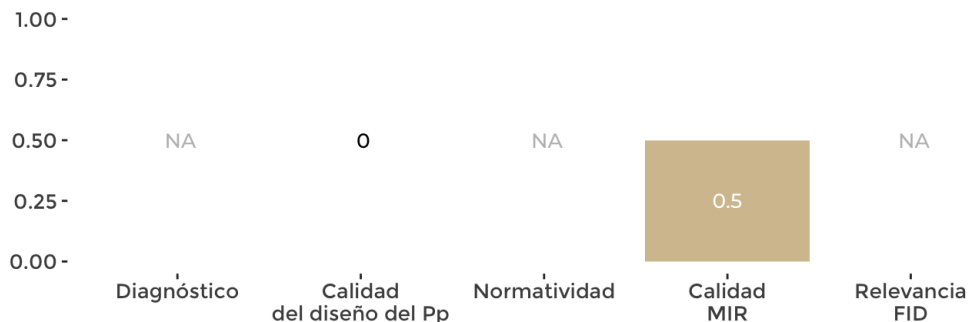 1.00
0.75
0.50
0.25
0.00
NA
0
NA
0.5
NA
Diagnóstico
Calidad
del diseño del Pp
Normatividad
Calidad
MIR
Relevancia
FID